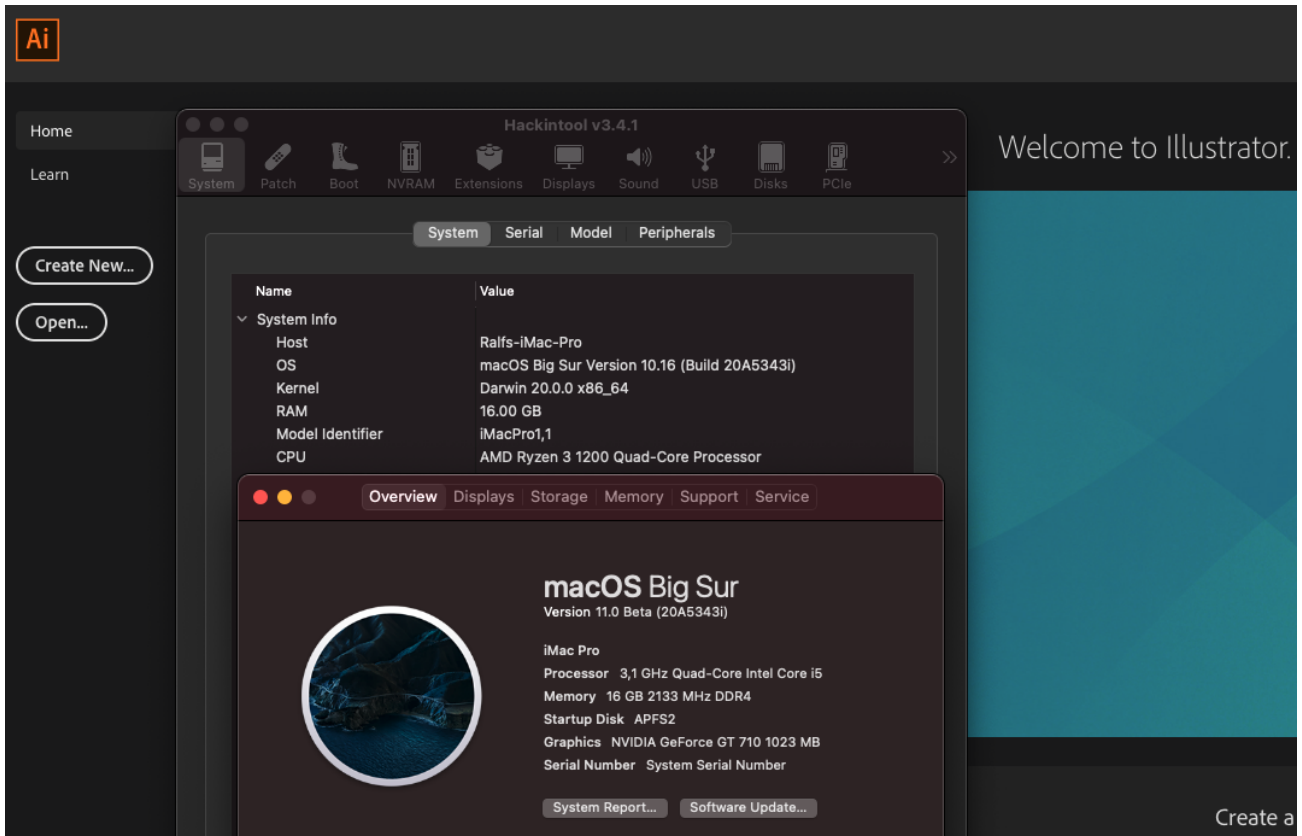 Ai
Home
Learn
Create New...
Open...
Hackintool v3.4.1
System Patch Boot NVRAM Extensions Displays Sound USB Disks PCIe
System Serial Model Peripherals
Name Value
System Info
Host Ralfs-iMac-Pro
OS macOS Big Sur Version 10.16 (Build 20A5343i)
Kernel Darwin 20.0.0 x86_64
RAM 16.00 GB
Model Identifier iMacPro1,1
CPU AMD Ryzen 3 1200 Quad-Core Processor
Overview Displays Storage Memory Support Service
macOS Big Sur
Version 11.0 Beta (20A5343i)
iMac Pro
Processor 3,1 GHz Quad-Core Intel Core i5
Memory 16 GB 2133 MHz DDR4
Startup Disk APFS2
Graphics NVIDIA GeForce GT 710 1023 MB
Serial Number System Serial Number
System Report... Software Update...
Welcome to Illustrator.
Create a